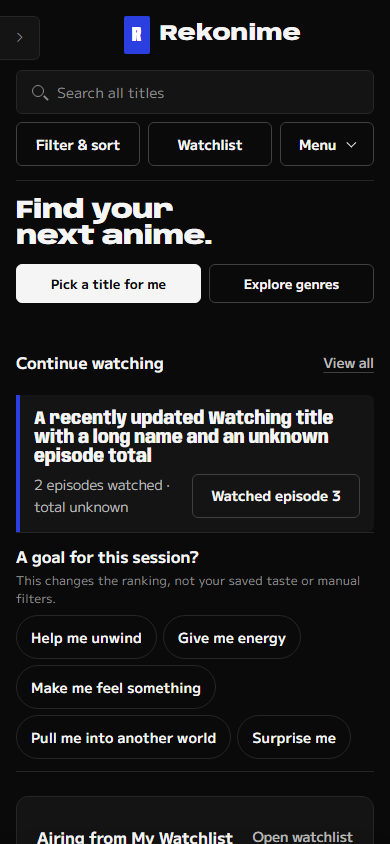 R Rekonime
Search all titles
Filter & sort Watchlist Menu
Find your
next anime.
Pick a title for me Explore genres
Continue watching View all
A recently updated Watching title
with a long name and an unknown
episode total
2 episodes watched ·
total unknown
Watched episode 3
A goal for this session?
This changes the ranking, not your saved taste or manual
filters.
Help me unwind Give me energy
Make me feel something
Pull me into another world Surprise me
Airing from My Watchlist Open watchlist